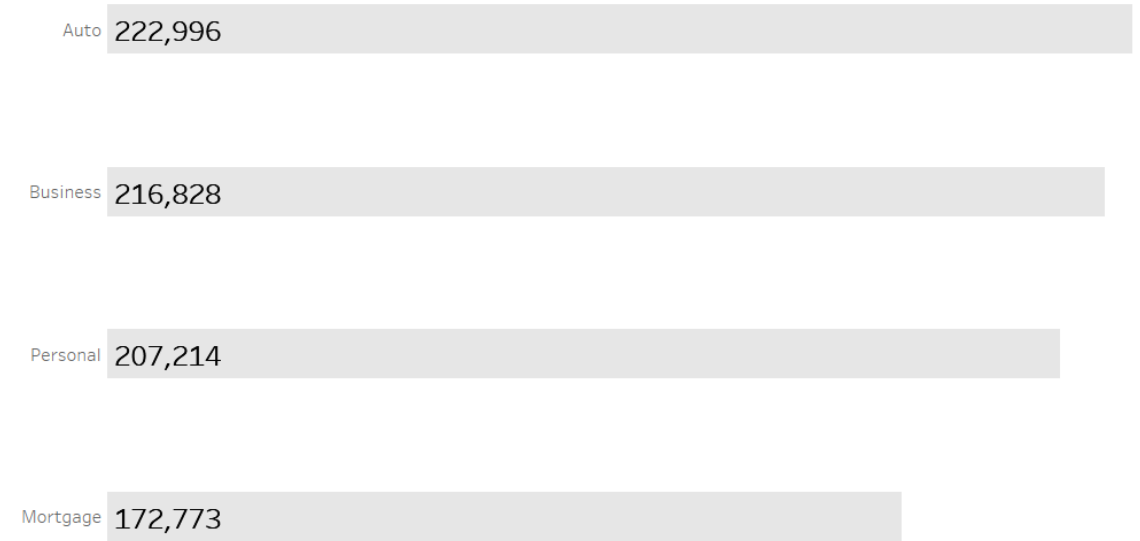 Auto 222,996
Business 216,828
Personal 207,214
Mortgage 172,773